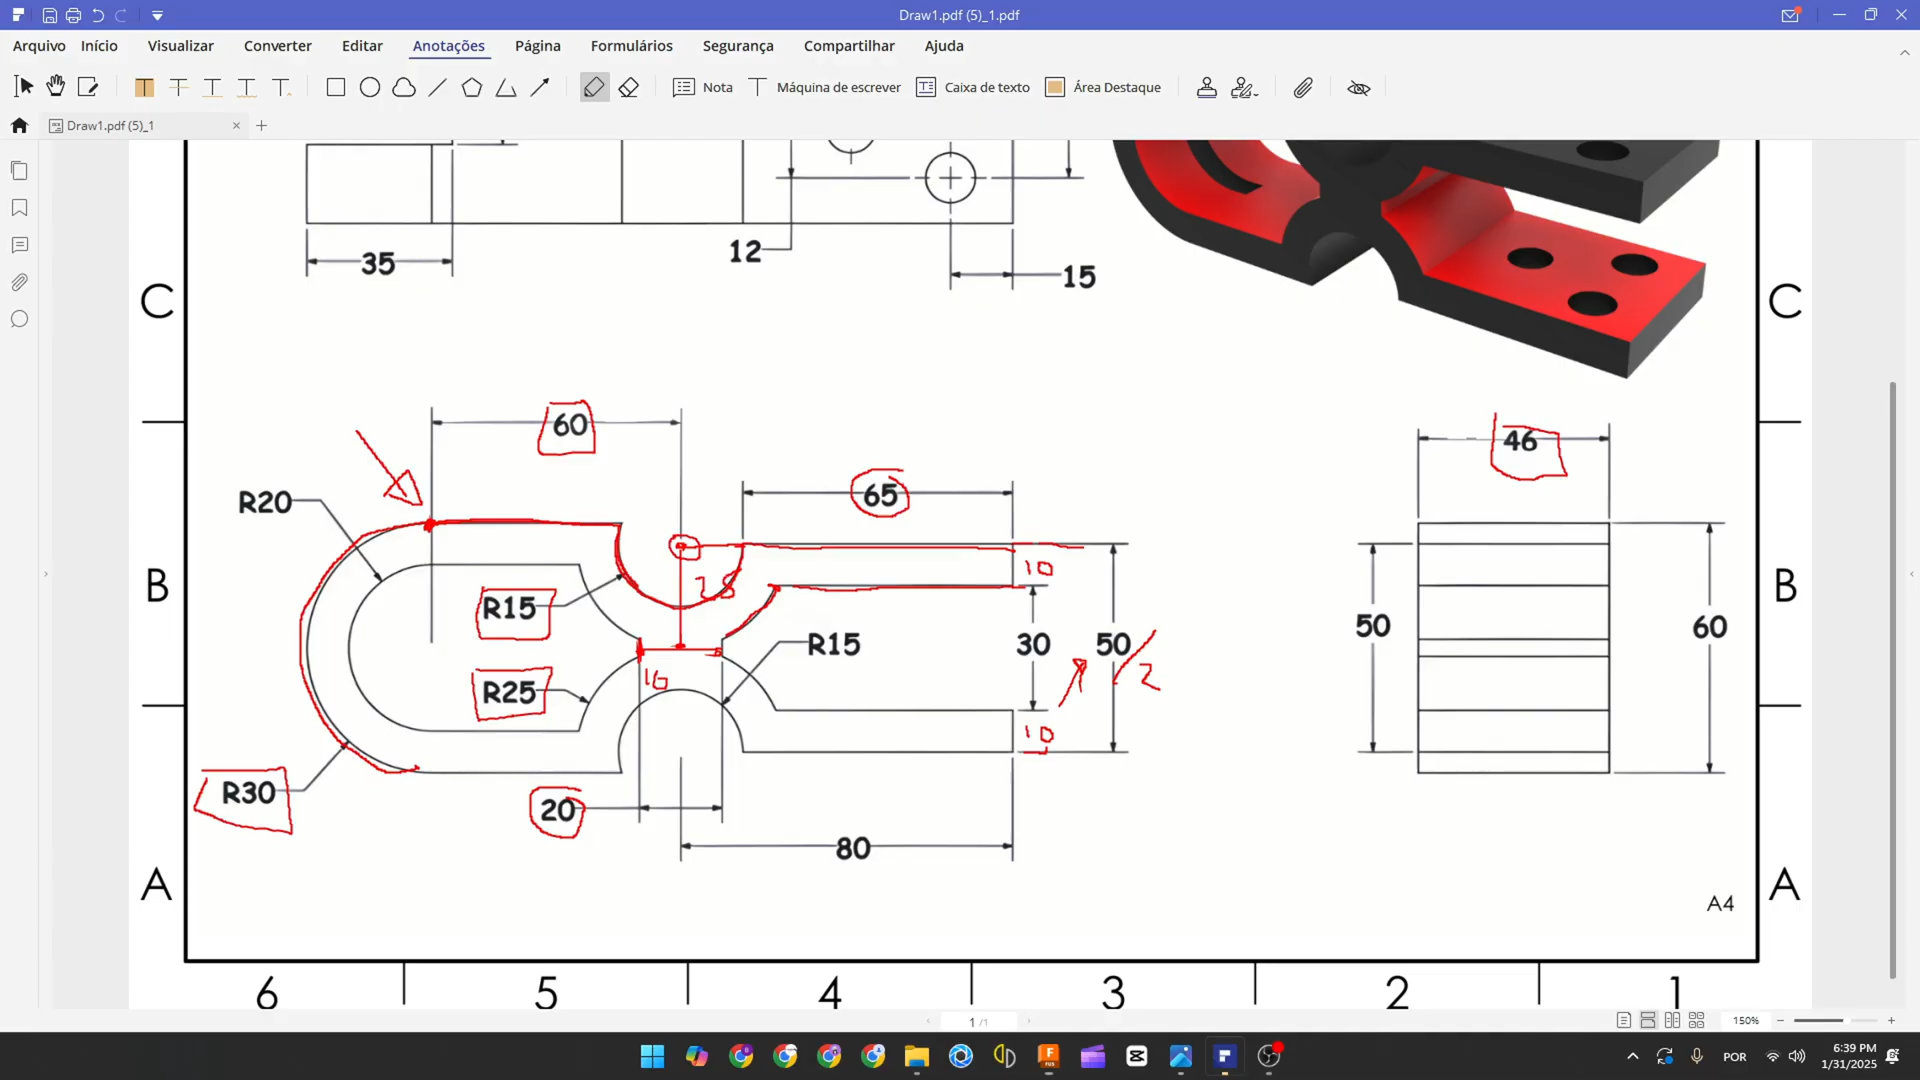 Draw1.pdf (5)_1.pdf
Arquivo Início Visualizar Converter Editar Anotações Página Formulários Segurança Compartilhar Ajuda
Nota Máquina de escrever Caixa de texto Área Destaque
Draw1.pdf (5)_1
35
12
15
C
C
60
46
R20
65
10
B
R15
28
B
50
60
R15
30
50/2
R25
10
10
R30
20
80
A
A
A4
6 5 4 3 2 1
1 /1
150%
POR
6:39 PM
1/31/2025